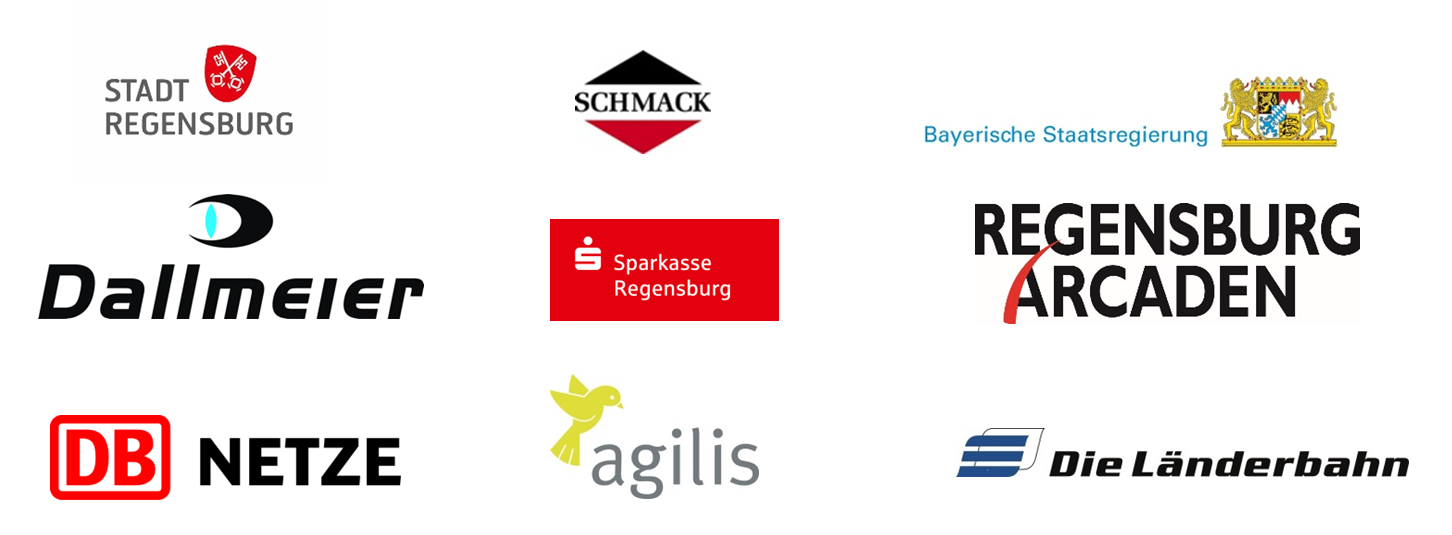 STADT
REGENSBURG
SCHMACK
Bayerische Staatsregierung
Dallmeier
Sparkasse
Regensburg
REGENSBURG
ARCADEN
DB NETZE
agilis
Die Länderbahn